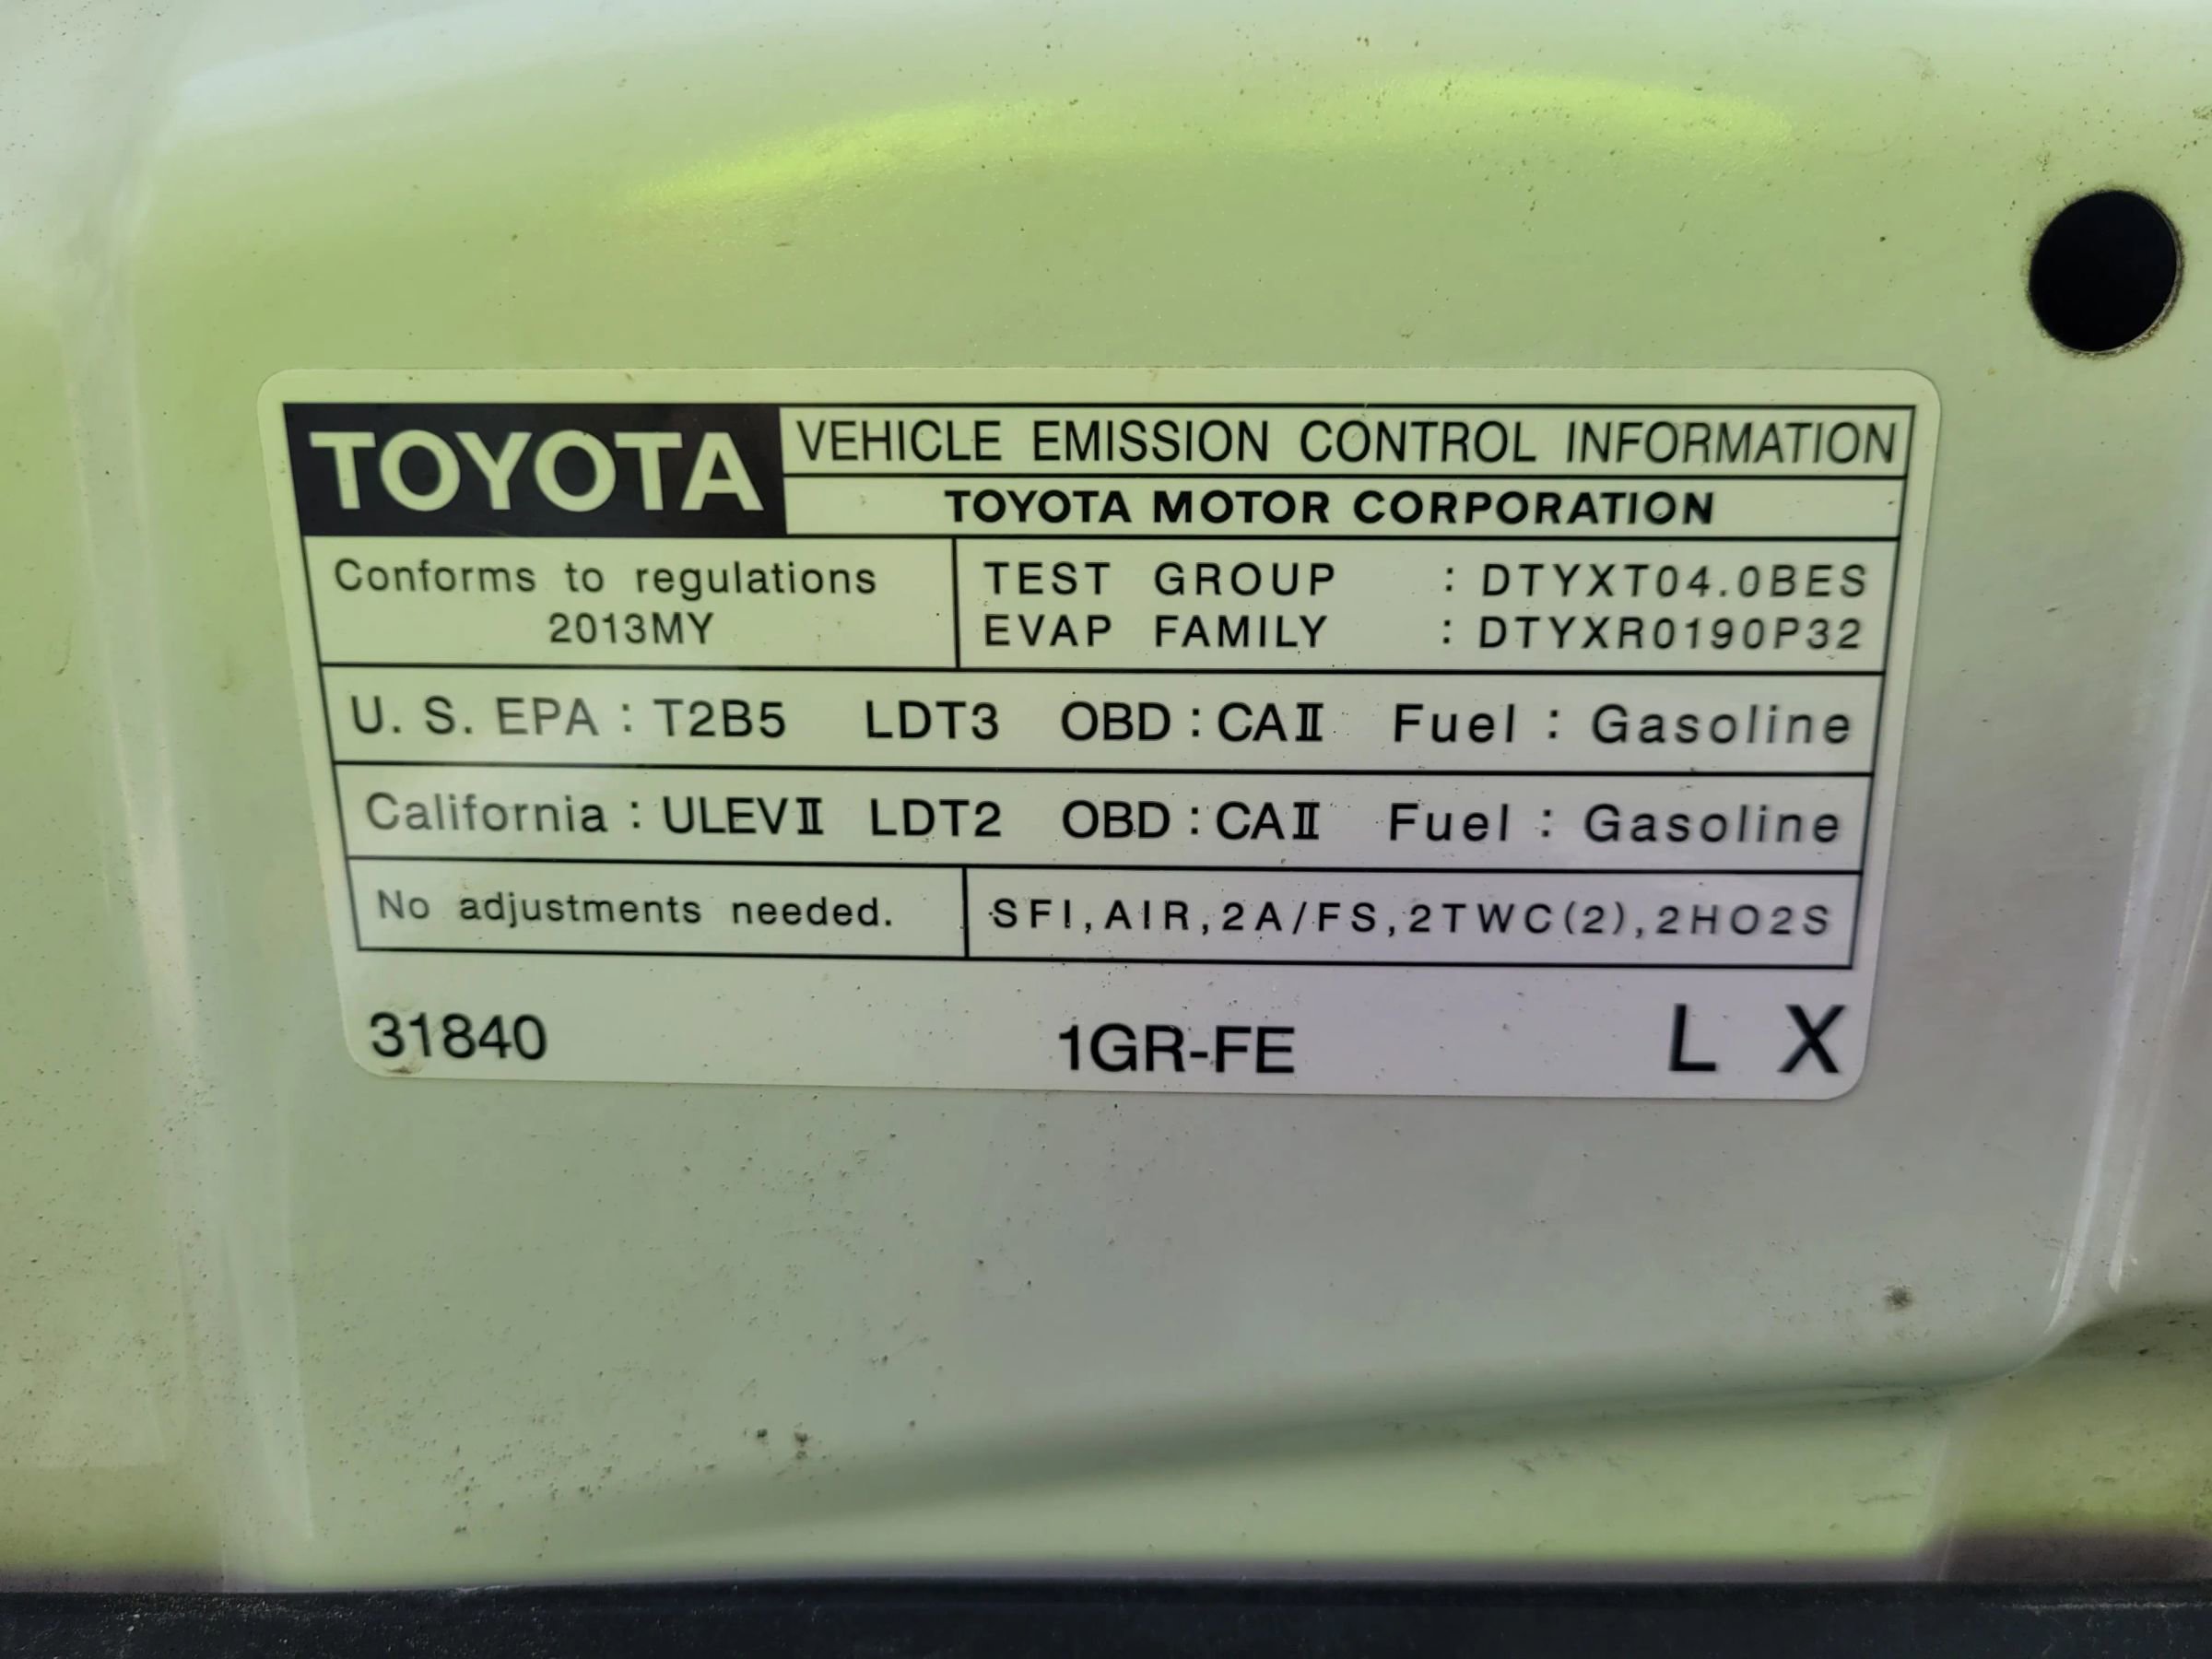 TOYOTA VEHICLE EMISSION CONTROL INFORMATION
TOYOTA MOTOR CORPORATION
Conforms to regulations
2013MY
TEST GROUP : DTYXT04.0BES
EVAP FAMILY : DTYXR0190P32
U. S. EPA : T2B5 LDT3 OBD : CAⅡ Fuel : Gasoline
California : ULEVⅡ LDT2 OBD : CAⅡ Fuel : Gasoline
No adjustments needed. SFI,AIR,2A/FS,2TWC(2),2HO2S
31840 1GR-FE L X